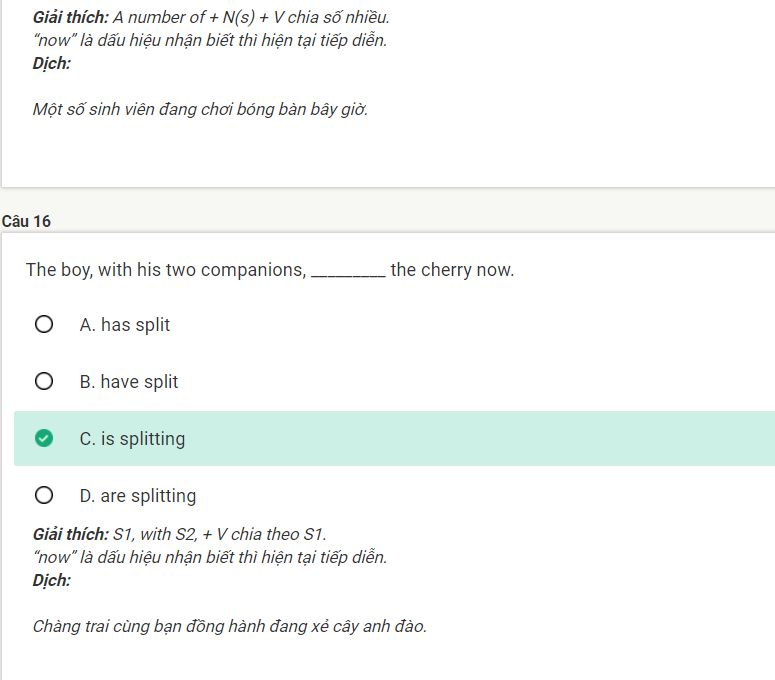 Giải thích: A number of + N(s) + V chia số nhiều.
“now” là dấu hiệu nhận biết thì hiện tại tiếp diễn.
Dịch:
Một số sinh viên đang chơi bóng bàn bây giờ.
Câu 16
The boy, with his two companions, _________ the cherry now.
A. has split
B. have split
C. is splitting
D. are splitting
Giải thích: S1, with S2, + V chia theo S1.
“now” là dấu hiệu nhận biết thì hiện tại tiếp diễn.
Dịch:
Chàng trai cùng bạn đồng hành đang xẻ cây anh đào.